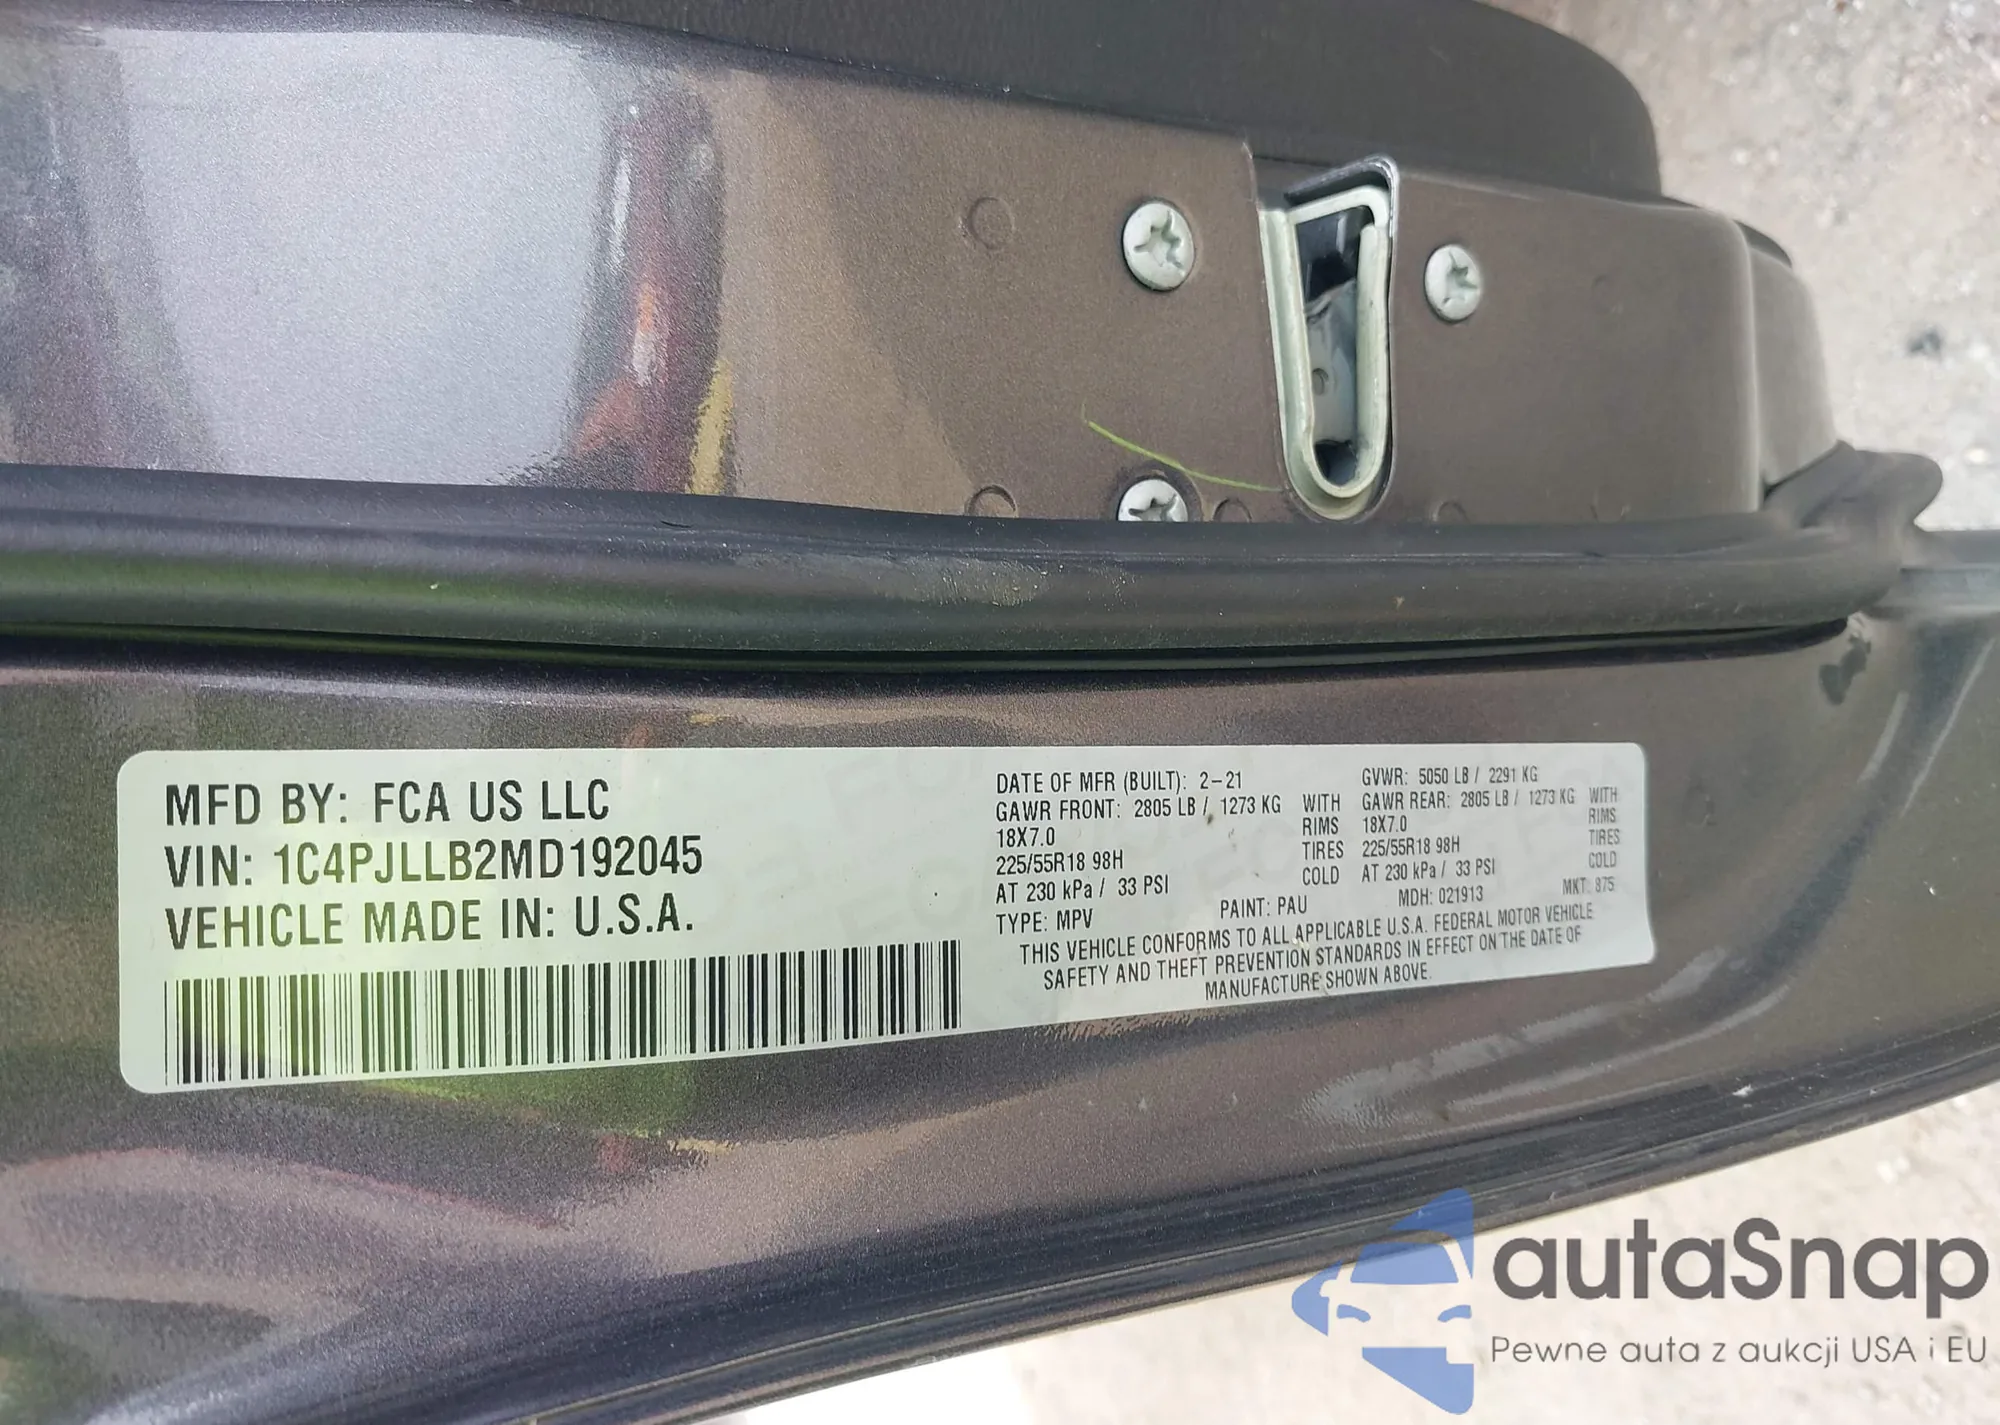 MFD BY: FCA US LLC
VIN: 1C4PJLLB2MD192045
VEHICLE MADE IN: U.S.A.
DATE OF MFR (BUILT): 2-21 GVWR: 5050 LB / 2291 KG
GAWR FRONT: 2805 LB / 1273 KG WITH GAWR REAR: 2805 LB / 1273 KG WITH
18X7.0 RIMS 18X7.0 RIMS
225/55R18 98H TIRES 225/55R18 98H TIRES
AT 230 kPa / 33 PSI COLD AT 230 kPa / 33 PSI COLD
TYPE: MPV PAINT: PAU MDH: 021913 MKT: 875
THIS VEHICLE CONFORMS TO ALL APPLICABLE U.S.A. FEDERAL MOTOR VEHICLE
SAFETY AND THEFT PREVENTION STANDARDS IN EFFECT ON THE DATE OF
MANUFACTURE SHOWN ABOVE.
autaSnap
Pewne auta z aukcji USA i EU